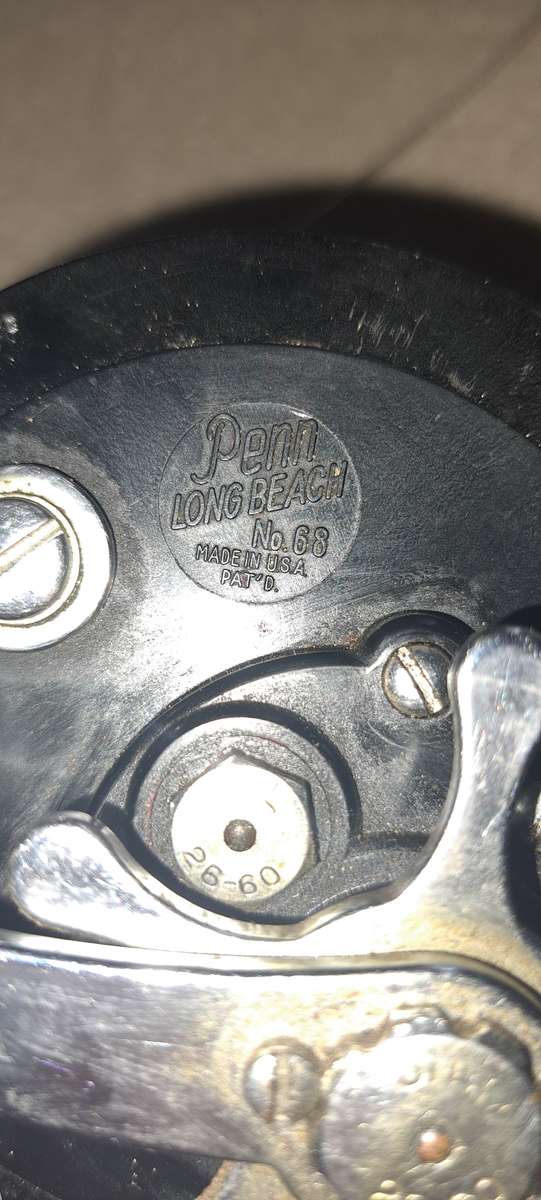 Penn
LONG BEACH
No. 68
MADE IN U.S.A.
PAT'D.
26-60